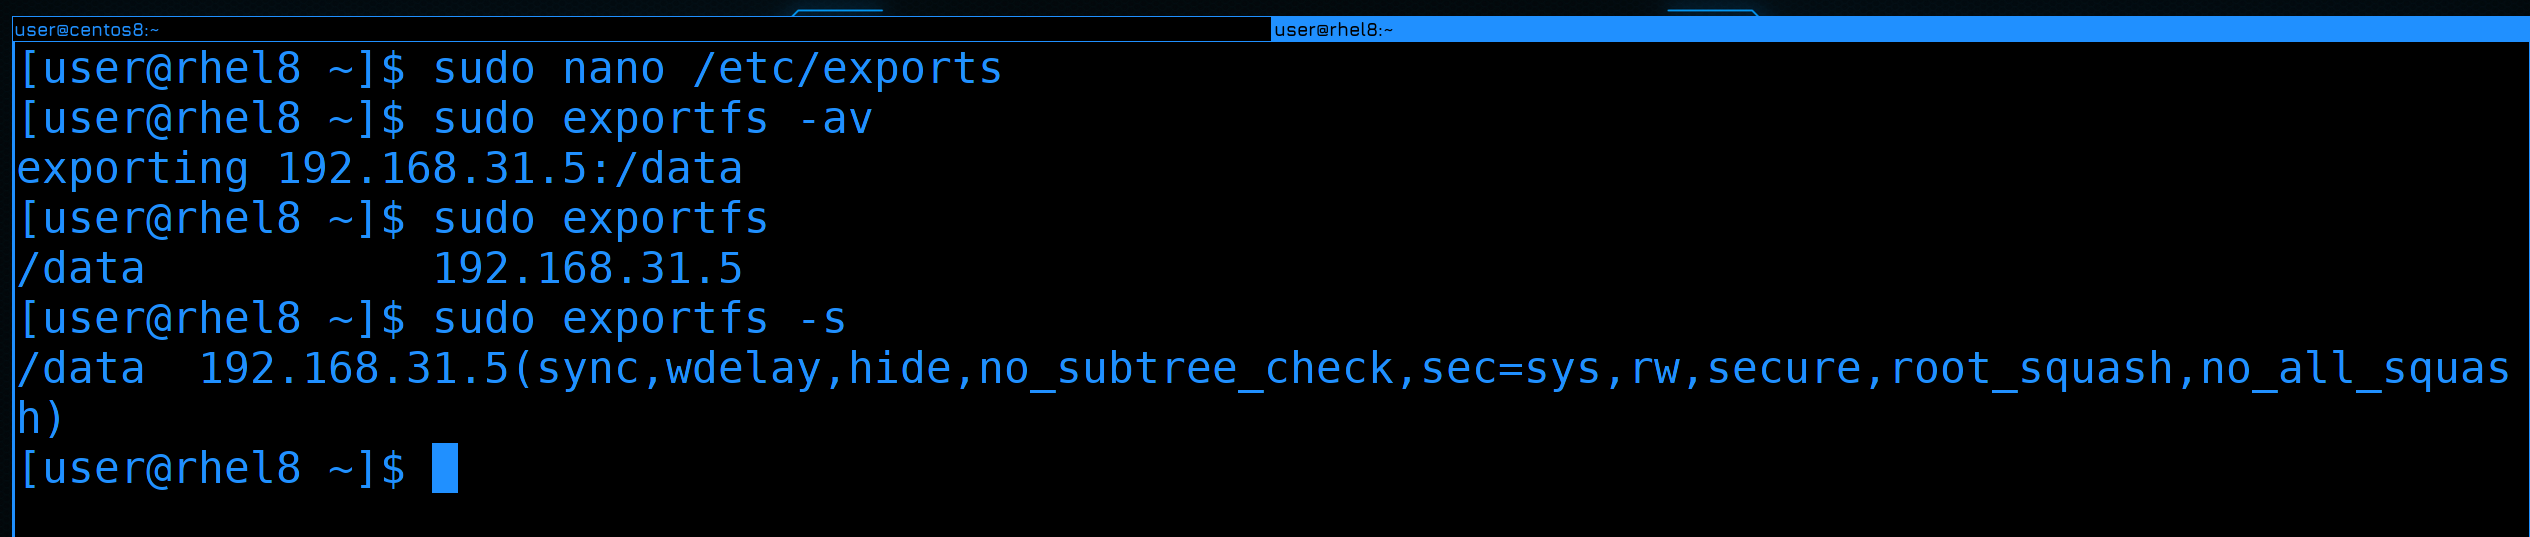 user@centos8:~
user@rhel8:~
[user@rhel8 ~]$ sudo nano /etc/exports
[user@rhel8 ~]$ sudo exportfs -av
exporting 192.168.31.5:/data
[user@rhel8 ~]$ sudo exportfs
/data           192.168.31.5
[user@rhel8 ~]$ sudo exportfs -s
/data  192.168.31.5(sync,wdelay,hide,no_subtree_check,sec=sys,rw,secure,root_squash,no_all_squas
h)
[user@rhel8 ~]$